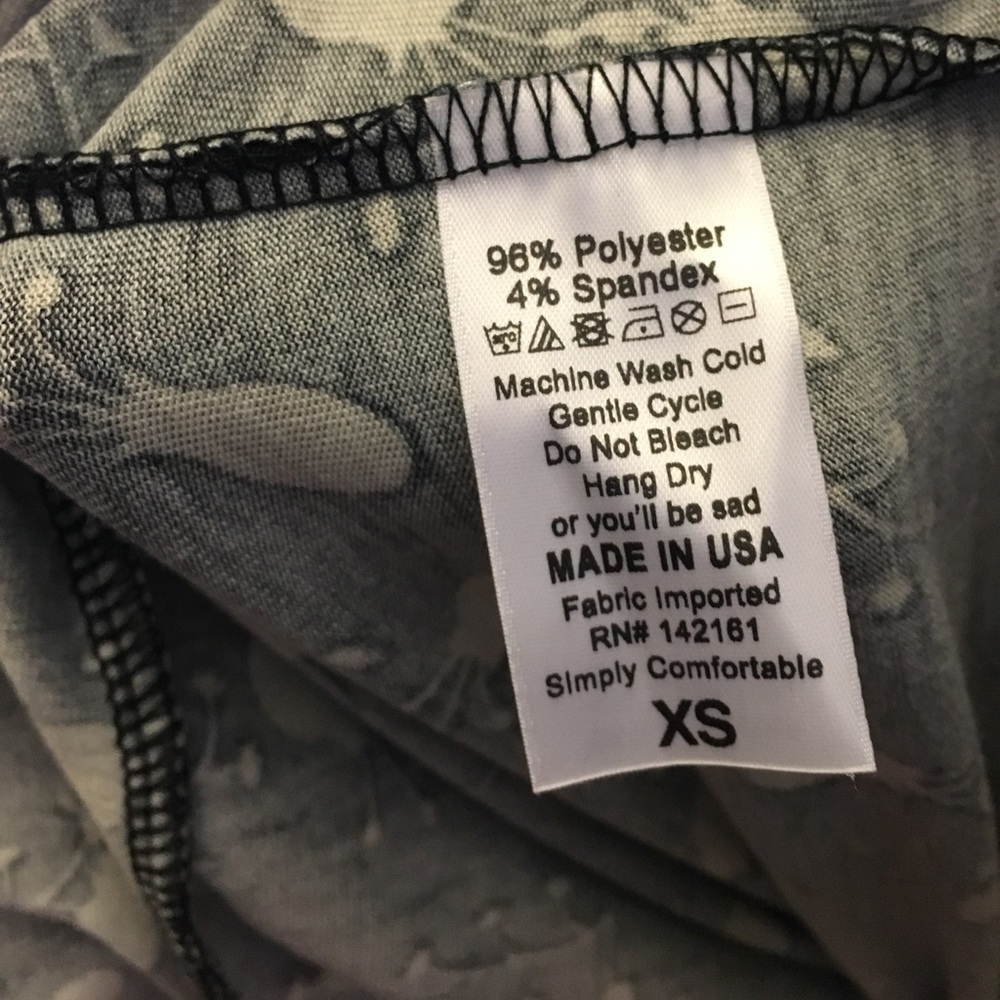 96% Polyester
4% Spandex
Machine Wash Cold
Gentle Cycle
Do Not Bleach
Hang Dry
or you'll be sad
MADE IN USA
Fabric Imported
RN# 142161
Simply Comfortable
XS